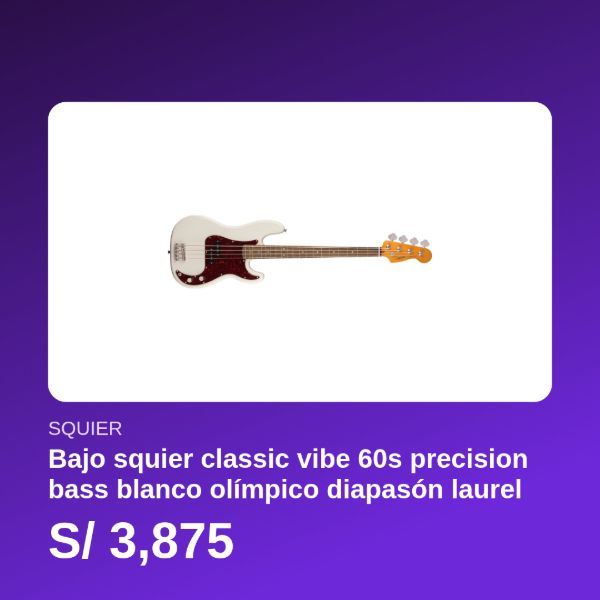 SQUIER
Bajo squier classic vibe 60s precision
bass blanco olímpico diapasón laurel
S/ 3,875